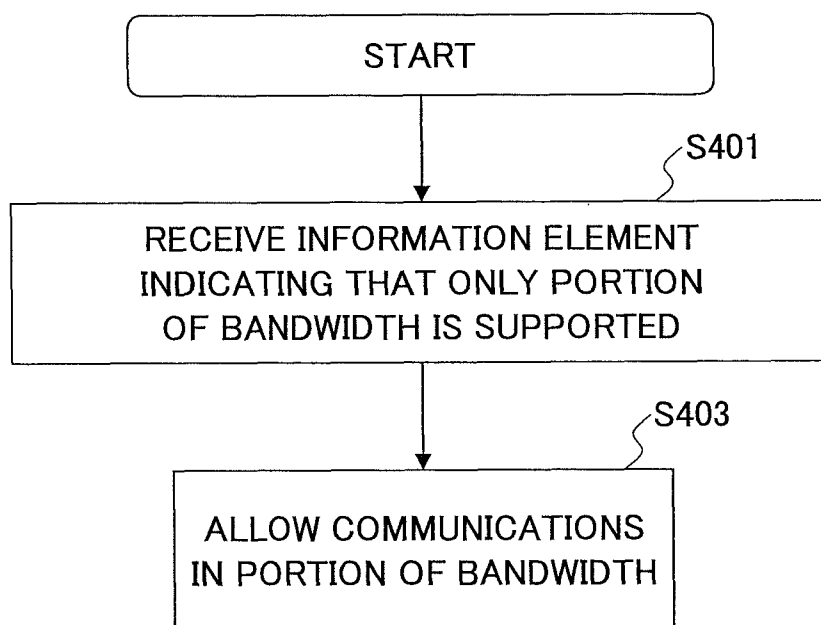 START
S401
RECEIVE INFORMATION ELEMENT
INDICATING THAT ONLY PORTION
OF BANDWIDTH IS SUPPORTED
S403
ALLOW COMMUNICATIONS
IN PORTION OF BANDWIDTH